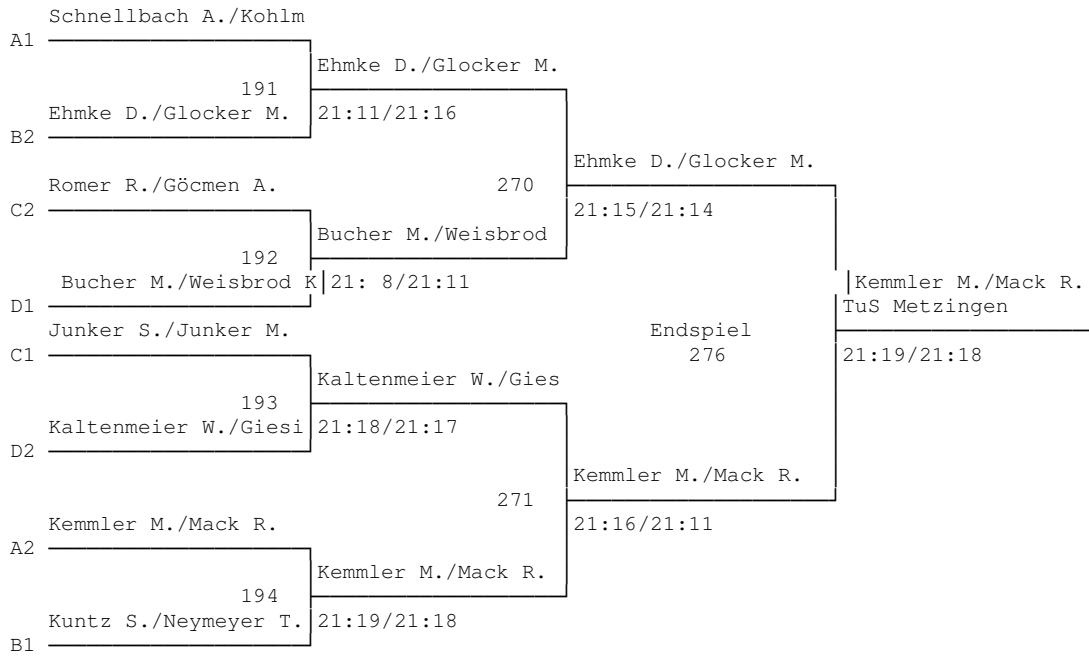 Schnellbach A./Kohlm
A1
Ehmke D./Glocker M.
191
Ehmke D./Glocker M. 21:11/21:16
B2
Ehmke D./Glocker M.
Romer R./Göcmen A. 270
C2 21:15/21:14
Bucher M./Weisbrod
192
Bucher M./Weisbrod K 21: 8/21:11 Kemmler M./Mack R.
D1 TuS Metzingen
Junker S./Junker M. Endspiel
C1 276 21:19/21:18
Kaltenmeier W./Gies
193
Kaltenmeier W./Giesi 21:18/21:17
D2
Kemmler M./Mack R.
271
Kemmler M./Mack R. 21:16/21:11
A2
Kemmler M./Mack R.
194
Kuntz S./Neymeyer T. 21:19/21:18
B1